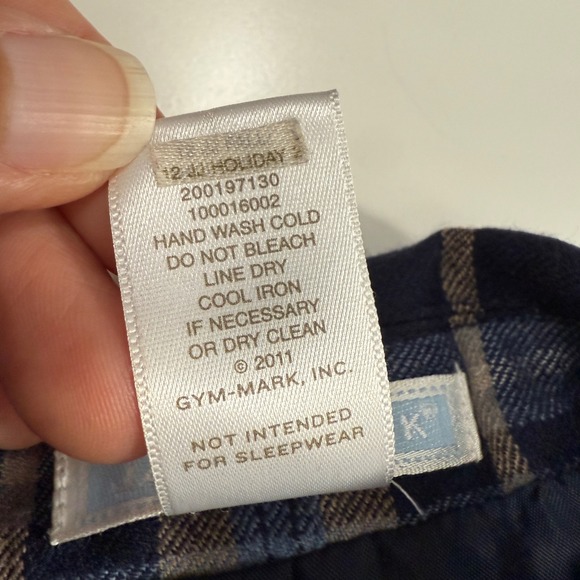 12 JJ HOLIDAY 2
200197130
100016002
HAND WASH COLD
DO NOT BLEACH
LINE DRY
COOL IRON
IF NECESSARY
OR DRY CLEAN
© 2011
GYM-MARK, INC.
NOT INTENDED
FOR SLEEPWEAR
K